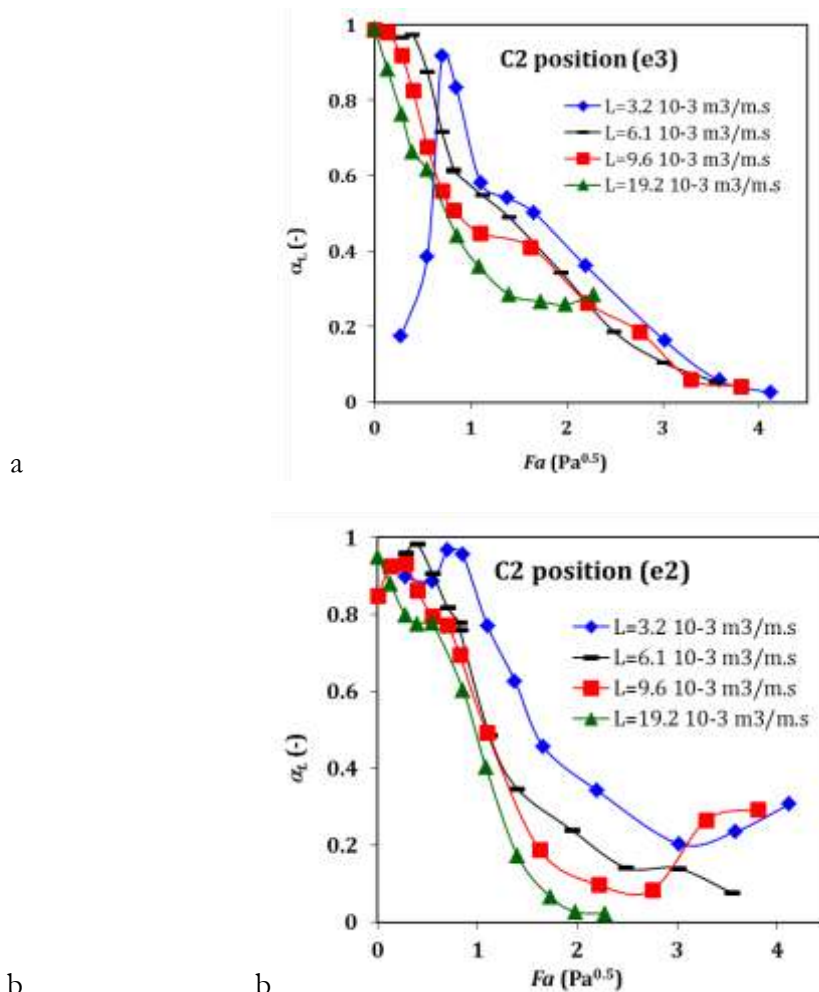 1
C2 position (e3)
L=3.2 10-3 m3/m.s
L=6.1 10-3 m3/m.s
L=9.6 10-3 m3/m.s
L=19.2 10-3 m3/m.s
0.8
0.6
0.4
0.2
0
αL (-)
0 1 2 3 4
Fa (Pa0.5)
a
1
C2 position (e2)
L=3.2 10-3 m3/m.s
L=6.1 10-3 m3/m.s
L=9.6 10-3 m3/m.s
L=19.2 10-3 m3/m.s
0.8
0.6
0.4
0.2
0
αL (-)
0 1 2 3 4
Fa (Pa0.5)
b b